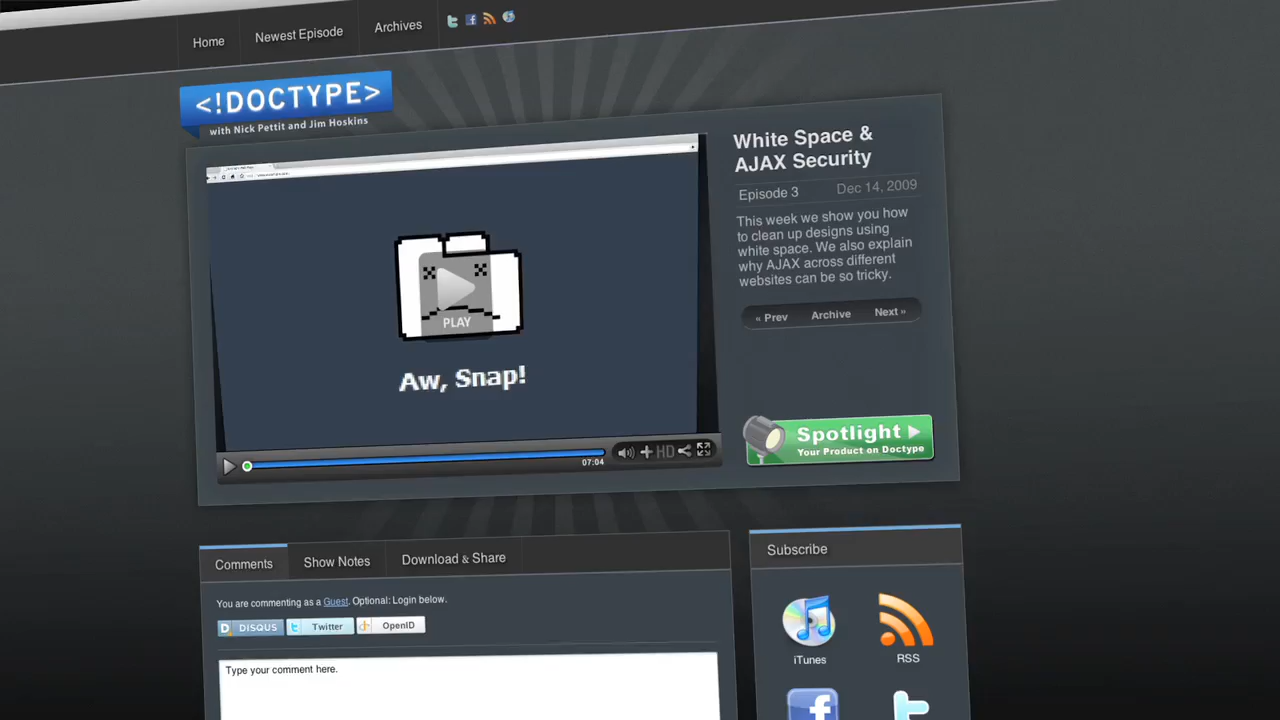 Home
Newest Episode
Archives
<!DOCTYPE>
with Nick Pettit and Jim Hoskins
White Space &
AJAX Security
Episode 3
Dec 14, 2009
This week we show you how
to clean up designs using
white space. We also explain
why AJAX across different
websites can be so tricky.
« Prev
Archive
Next »
PLAY
Aw, Snap!
07:04
HD
Spotlight
Your Product on Doctype
Comments
Show Notes
Download & Share
You are commenting as a Guest. Optional: Login below.
D DISQUS
Twitter
OpenID
Type your comment here.
Subscribe
iTunes
RSS